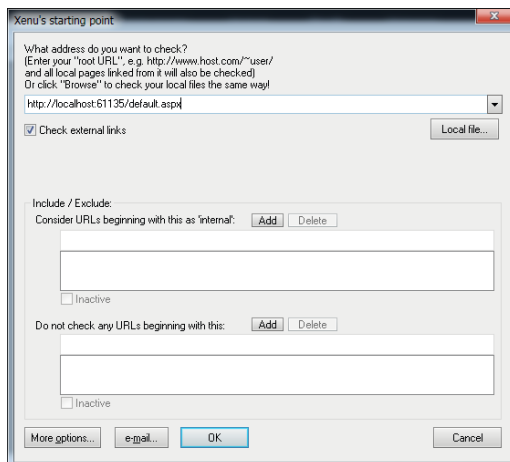 Xenu's starting point
What address do you want to check?
(Enter your "root URL", e.g. http://www.host.com/~user/
and all local pages linked from it will also be checked)
Or click "Browse" to check your local files the same way!
http://localhost:61135/default.aspx
Check external links
Local file...
Include / Exclude:
Consider URLs beginning with this as 'internal':
Add
Delete
Inactive
Do not check any URLs beginning with this:
Add
Delete
Inactive
More options...
e-mail...
OK
Cancel